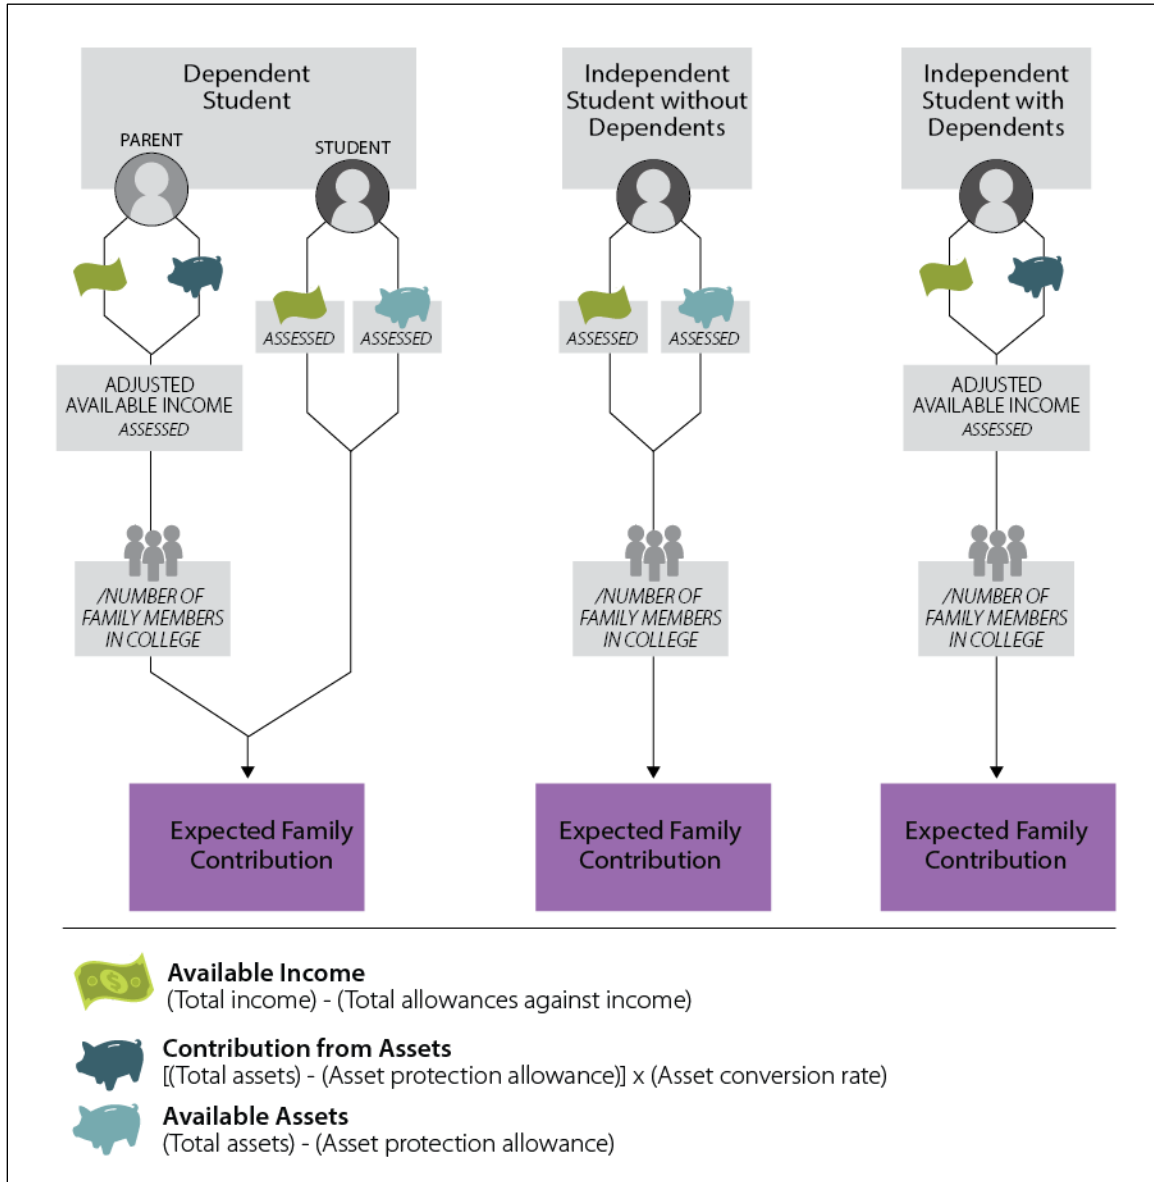 Dependent
Student
PARENT
STUDENT
ASSESSED
ASSESSED
ADJUSTED
AVAILABLE INCOME
ASSESSED
/NUMBER OF
FAMILY MEMBERS
IN COLLEGE
Expected Family
Contribution
Independent
Student without
Dependents
ASSESSED
ASSESSED
/NUMBER OF
FAMILY MEMBERS
IN COLLEGE
Expected Family
Contribution
Independent
Student with
Dependents
ADJUSTED
AVAILABLE INCOME
ASSESSED
/NUMBER OF
FAMILY MEMBERS
IN COLLEGE
Expected Family
Contribution
$
Available Income
(Total income) - (Total allowances against income)
Contribution from Assets
[(Total assets) - (Asset protection allowance)] x (Asset conversion rate)
Available Assets
(Total assets) - (Asset protection allowance)